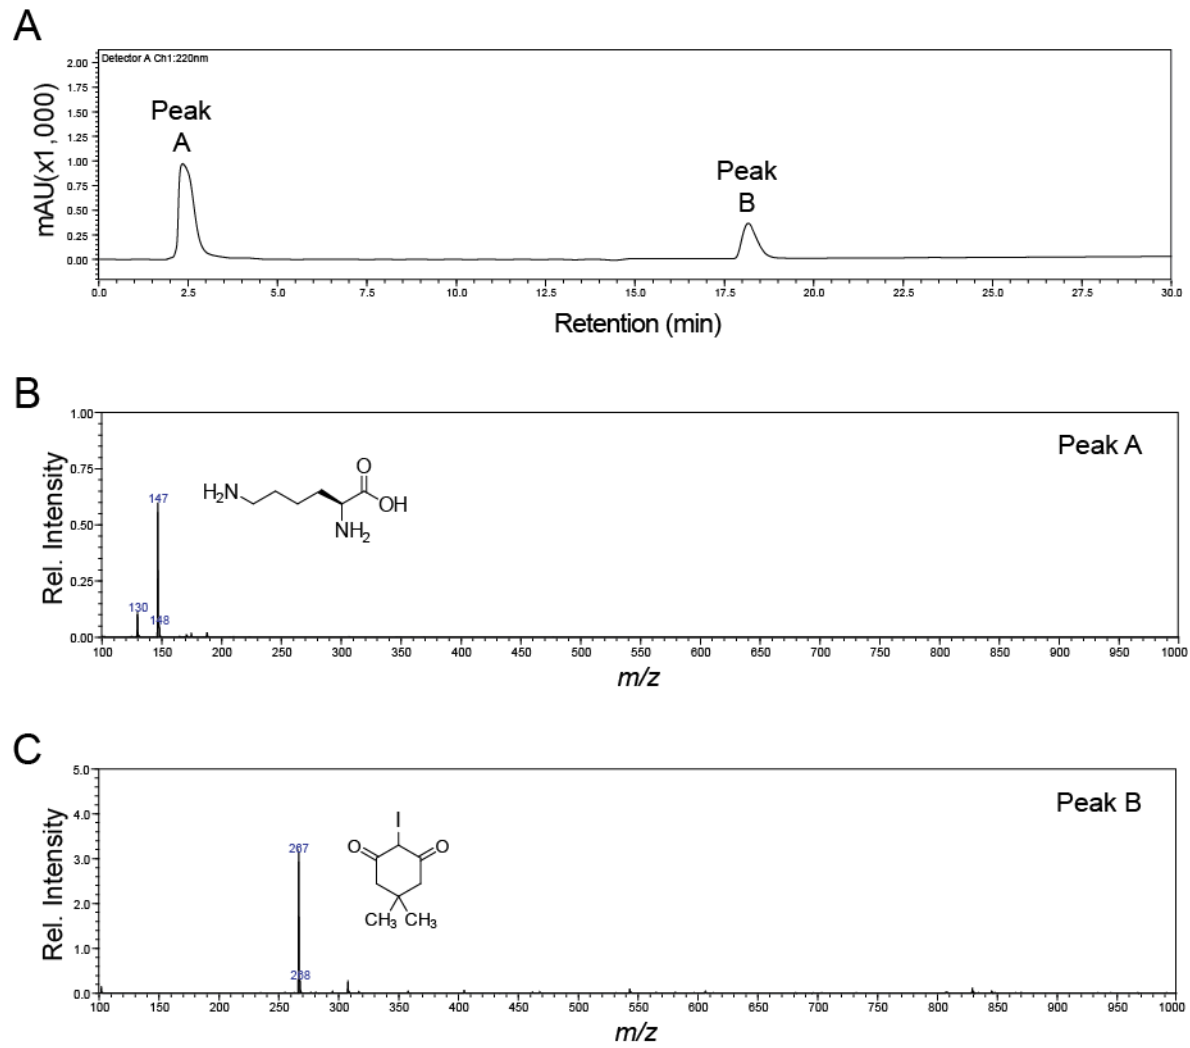 A
Detector A Ch1:220nm
mAU(x1,000)
2.00
1.75
1.50
1.25
1.00
0.75
0.50
0.25
0.00
Peak
A
Peak
B
0.0 2.5 5.0 7.5 10.0 12.5 15.0 17.5 20.0 22.5 25.0 27.5 30.0
Retention (min)
B
Rel. Intensity
1.00
0.75
0.50
0.25
0.00
Peak A
147
130
148
H2N
O
OH
NH2
100 150 200 250 300 350 400 450 500 550 600 650 700 750 800 850 900 950 1000
m/z
C
Rel. Intensity
5.0
4.0
3.0
2.0
1.0
0.0
Peak B
267
268
I
O O
CH3 CH3
100 150 200 250 300 350 400 450 500 550 600 650 700 750 800 850 900 950 1000
m/z